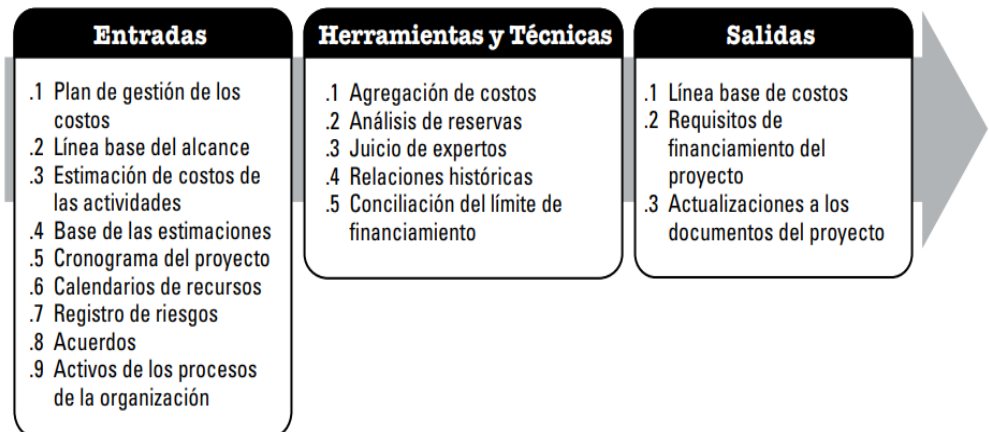 Entradas
.1 Plan de gestión de los
costos
.2 Línea base del alcance
.3 Estimación de costos de
las actividades
.4 Base de las estimaciones
.5 Cronograma del proyecto
.6 Calendarios de recursos
.7 Registro de riesgos
.8 Acuerdos
.9 Activos de los procesos
de la organización
Herramientas y Técnicas
.1 Agregación de costos
.2 Análisis de reservas
.3 Juicio de expertos
.4 Relaciones históricas
.5 Conciliación del límite de
financiamiento
Salidas
.1 Línea base de costos
.2 Requisitos de
financiamiento del
proyecto
.3 Actualizaciones a los
documentos del proyecto